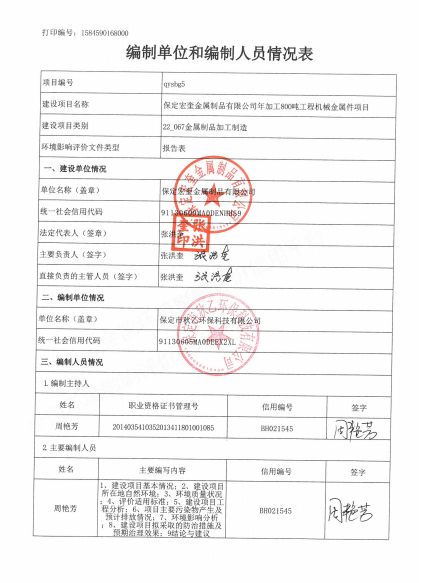 打印编号：1584590168000
编制单位和编制人员情况表
项目编号 qysbg5
建设项目名称 保定宏奎金属制品有限公司年加工800吨工程机械金属件项目
建设项目类别 22_067金属制品加工制造
环境影响评价文件类型 报告表
一、建设单位情况
单位名称（盖章） 保定宏奎金属制品有限公司
统一社会信用代码
法定代表人（签章） 张洪奎
主要负责人（签字） 张洪奎 张洪奎
直接负责的主管人员（签字） 张洪奎 张洪奎
二、编制单位情况
单位名称（盖章） 保定市秋乙环保科技有限公司
统一社会信用代码
三、编制人员情况
1.编制主持人
姓名 职业资格证书管理号 信用编号 签字
周艳芳 2014035410352013411801001085 BH021545 周艳芳
2.主要编制人员
姓名 主要编写内容 信用编号 签字
周艳芳 BH021545 周艳芳
1、建设项目基本情况；2、建设项目
所在地自然环境；3、环境质量状况
；4、评价适用标准；5、建设项目工
程分析；6、项目主要污染物产生及
预计排放情况；7、环境影响分析
；8、建设项目拟采取的防治措施及
预期治理效果；9结论与建议